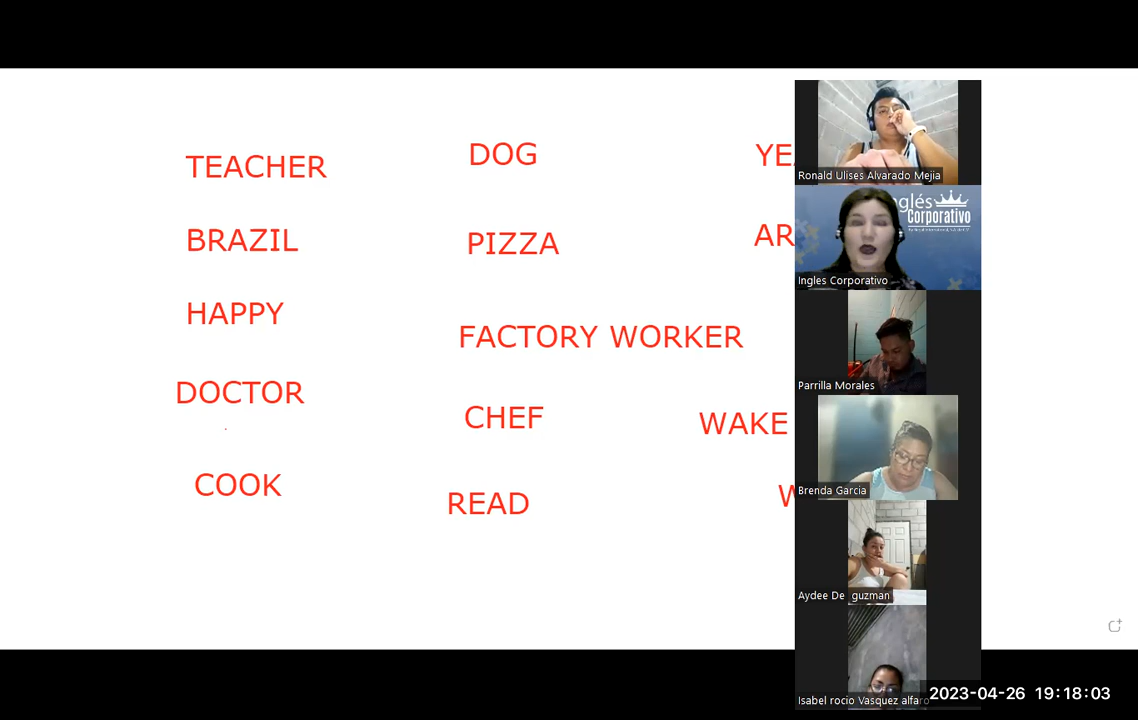 TEACHER
BRAZIL
HAPPY
DOCTOR
COOK
DOG
PIZZA
FACTORY WORKER
CHEF
READ
WAKE
Ronald Ulises Alvarado Mejia
Corporativo
Ingles Corporativo
Parrilla Morales
Brenda Garcia
Aydee De guzman
Isabel rocio Vasquez alfaro
2023-04-26 19:18:03